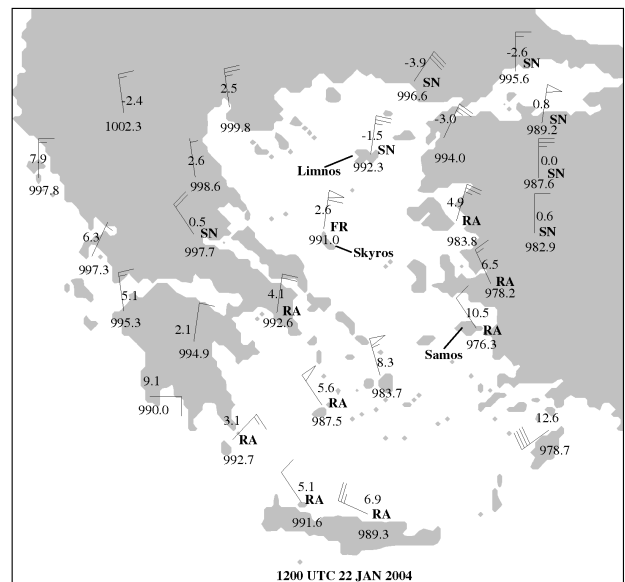 -2.6
SN
995.6
-3.9
SN
996.6
2.5
999.8
-2.4
1002.3
0.8
SN
989.2
-3.0
994.0
-1.5
SN
992.3
Limnos
7.9
997.8
2.6
998.6
0.0
SN
987.6
4.9
RA
983.8
0.6
SN
982.9
2.6
FR
991.0
Skyros
0.5
SN
997.7
6.3
997.3
6.5
RA
978.2
5.1
995.3
4.1
RA
992.6
10.5
RA
976.3
Samos
2.1
994.9
8.3
983.7
9.1
990.0
5.6
RA
987.5
3.1
RA
992.7
12.6
978.7
5.1
RA
991.6
6.9
RA
989.3
1200 UTC 22 JAN 2004